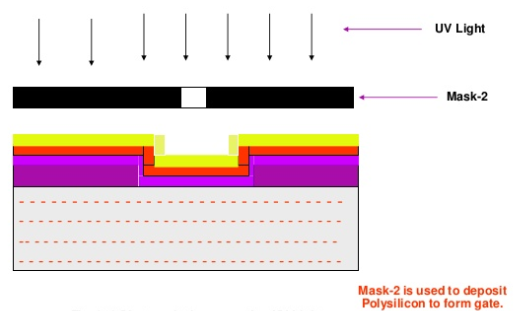 UV Light
Mask-2
Mask-2 is used to deposit
Polysilicon to form gate.